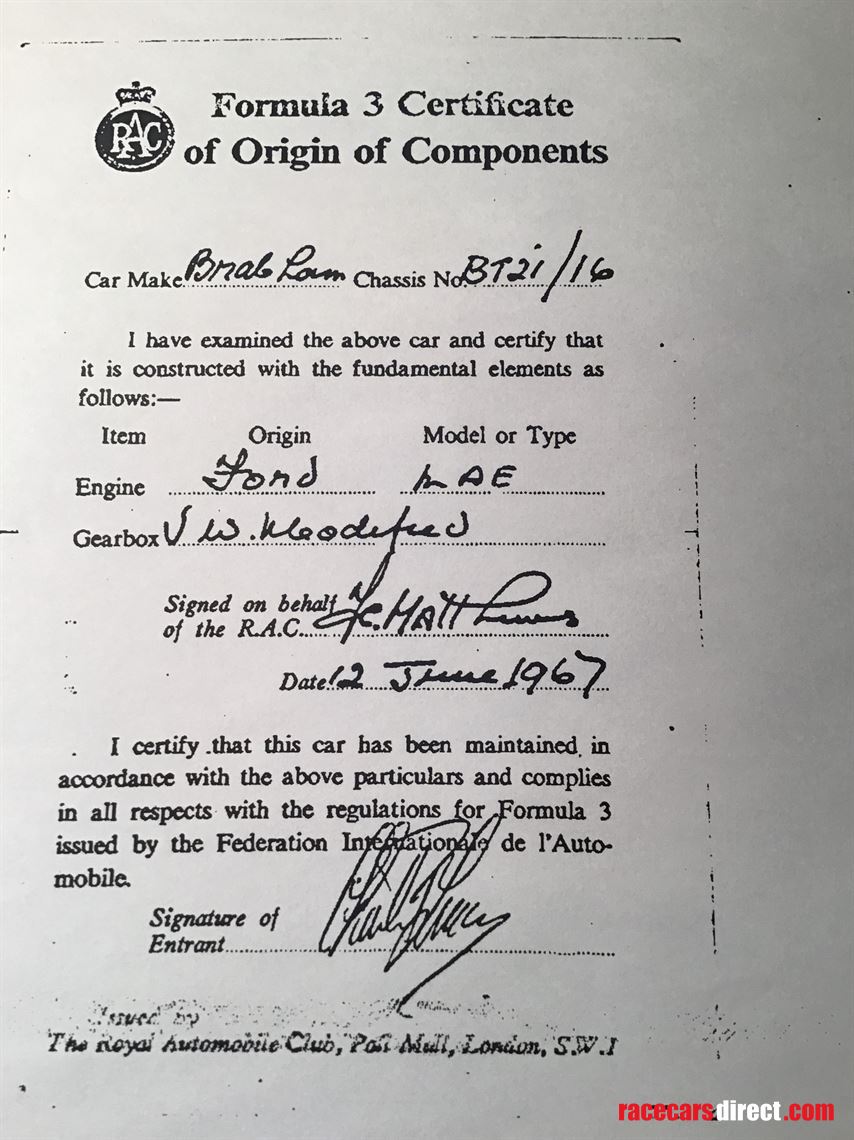 RAC
Formula 3 Certificate
of Origin of Components
Car Make Brabham Chassis No. BT21/16
I have examined the above car and certify that
it is constructed with the fundamental elements as
follows:—
Item Origin Model or Type
Engine Ford MAE
Gearbox V W. Modified
Signed on behalf
of the R.A.C. Matthews
Date 12 June 1967
I certify that this car has been maintained in
accordance with the above particulars and complies
in all respects with the regulations for Formula 3
issued by the Federation Internationale de l'Auto-
mobile.
Signature of
Entrant
Issued by
The Royal Automobile Club, Pall Mall, London, S.W.1
racecarsdirect.com